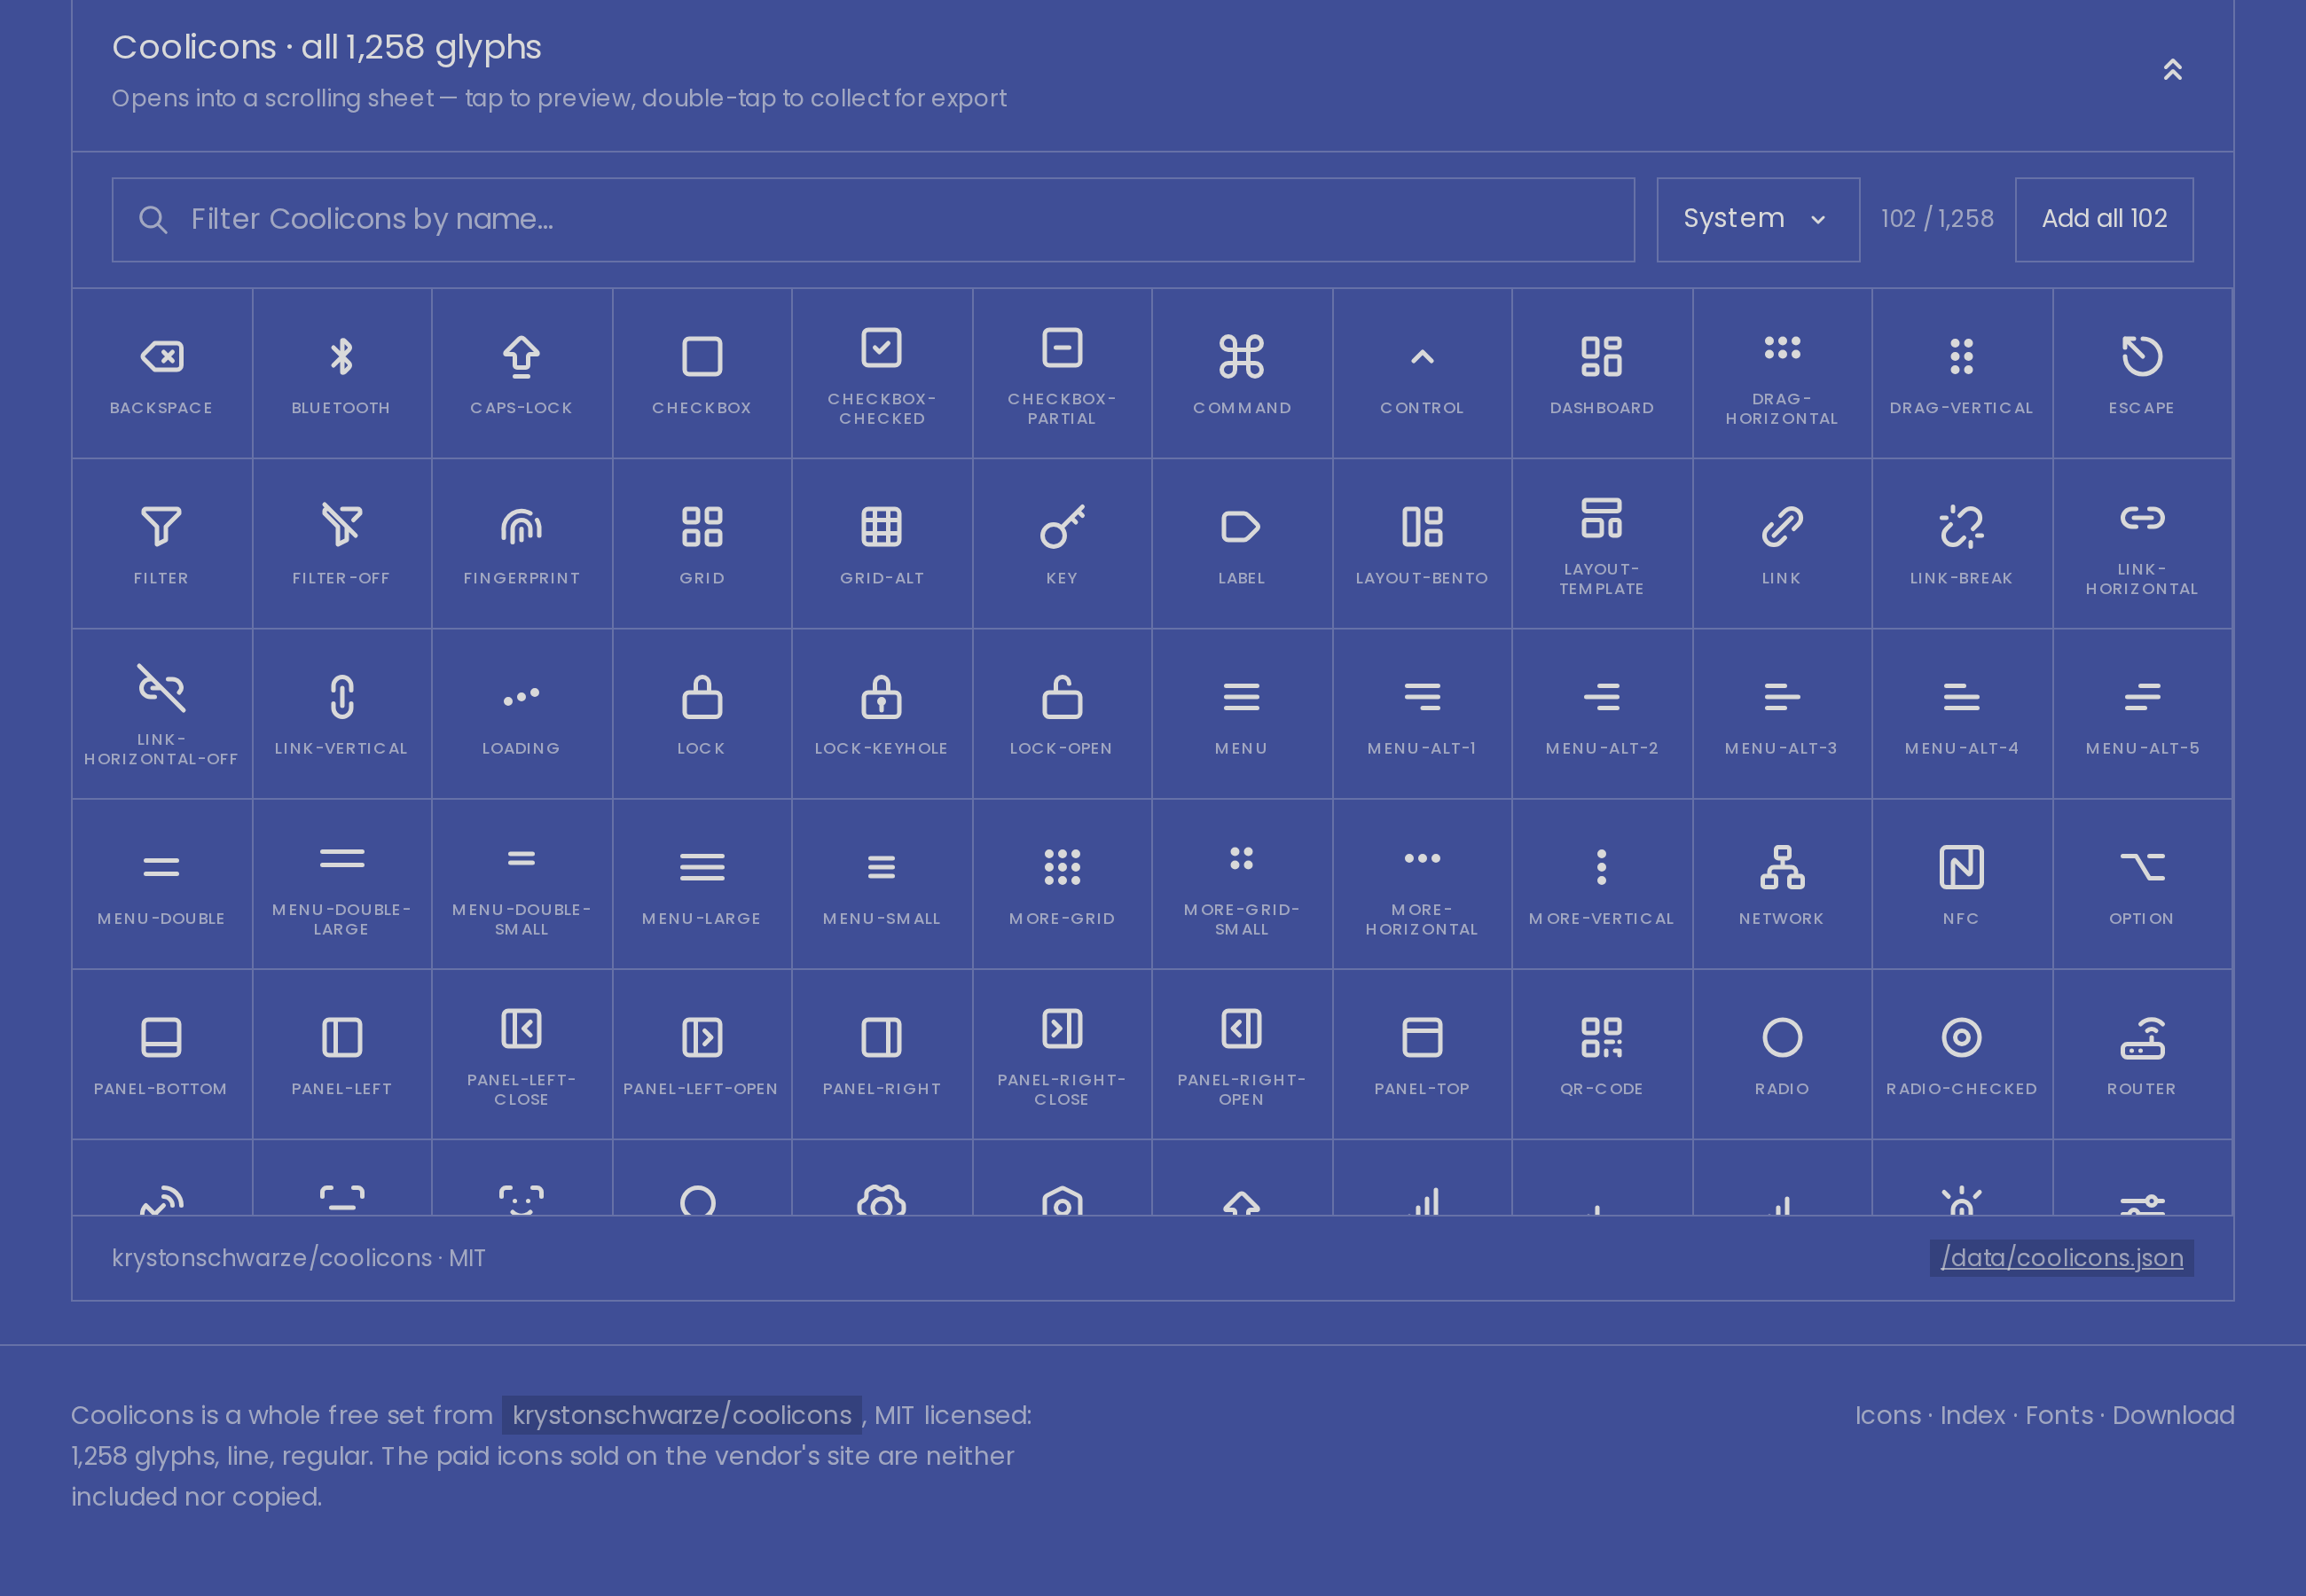 Coolicons · all 1,258 glyphs
Opens into a scrolling sheet — tap to preview, double-tap to collect for export
Filter Coolicons by name...
System
102 / 1,258
Add all 102
BACKSPACE
BLUETOOTH
CAPS-LOCK
CHECKBOX
CHECKBOX-
CHECKED
CHECKBOX-
PARTIAL
COMMAND
CONTROL
DASHBOARD
DRAG-
HORIZONTAL
DRAG-VERTICAL
ESCAPE
FILTER
FILTER-OFF
FINGERPRINT
GRID
GRID-ALT
KEY
LABEL
LAYOUT-BENTO
LAYOUT-
TEMPLATE
LINK
LINK-BREAK
LINK-
HORIZONTAL
LINK-
HORIZONTAL-OFF
LINK-VERTICAL
LOADING
LOCK
LOCK-KEYHOLE
LOCK-OPEN
MENU
MENU-ALT-1
MENU-ALT-2
MENU-ALT-3
MENU-ALT-4
MENU-ALT-5
MENU-DOUBLE
MENU-DOUBLE-
LARGE
MENU-DOUBLE-
SMALL
MENU-LARGE
MENU-SMALL
MORE-GRID
MORE-GRID-
SMALL
MORE-
HORIZONTAL
MORE-VERTICAL
NETWORK
NFC
OPTION
PANEL-BOTTOM
PANEL-LEFT
PANEL-LEFT-
CLOSE
PANEL-LEFT-OPEN
PANEL-RIGHT
PANEL-RIGHT-
CLOSE
PANEL-RIGHT-
OPEN
PANEL-TOP
QR-CODE
RADIO
RADIO-CHECKED
ROUTER
krystonschwarze/coolicons · MIT
/data/coolicons.json
Coolicons is a whole free set from krystonschwarze/coolicons , MIT licensed:
1,258 glyphs, line, regular. The paid icons sold on the vendor's site are neither
included nor copied.
Icons · Index · Fonts · Download